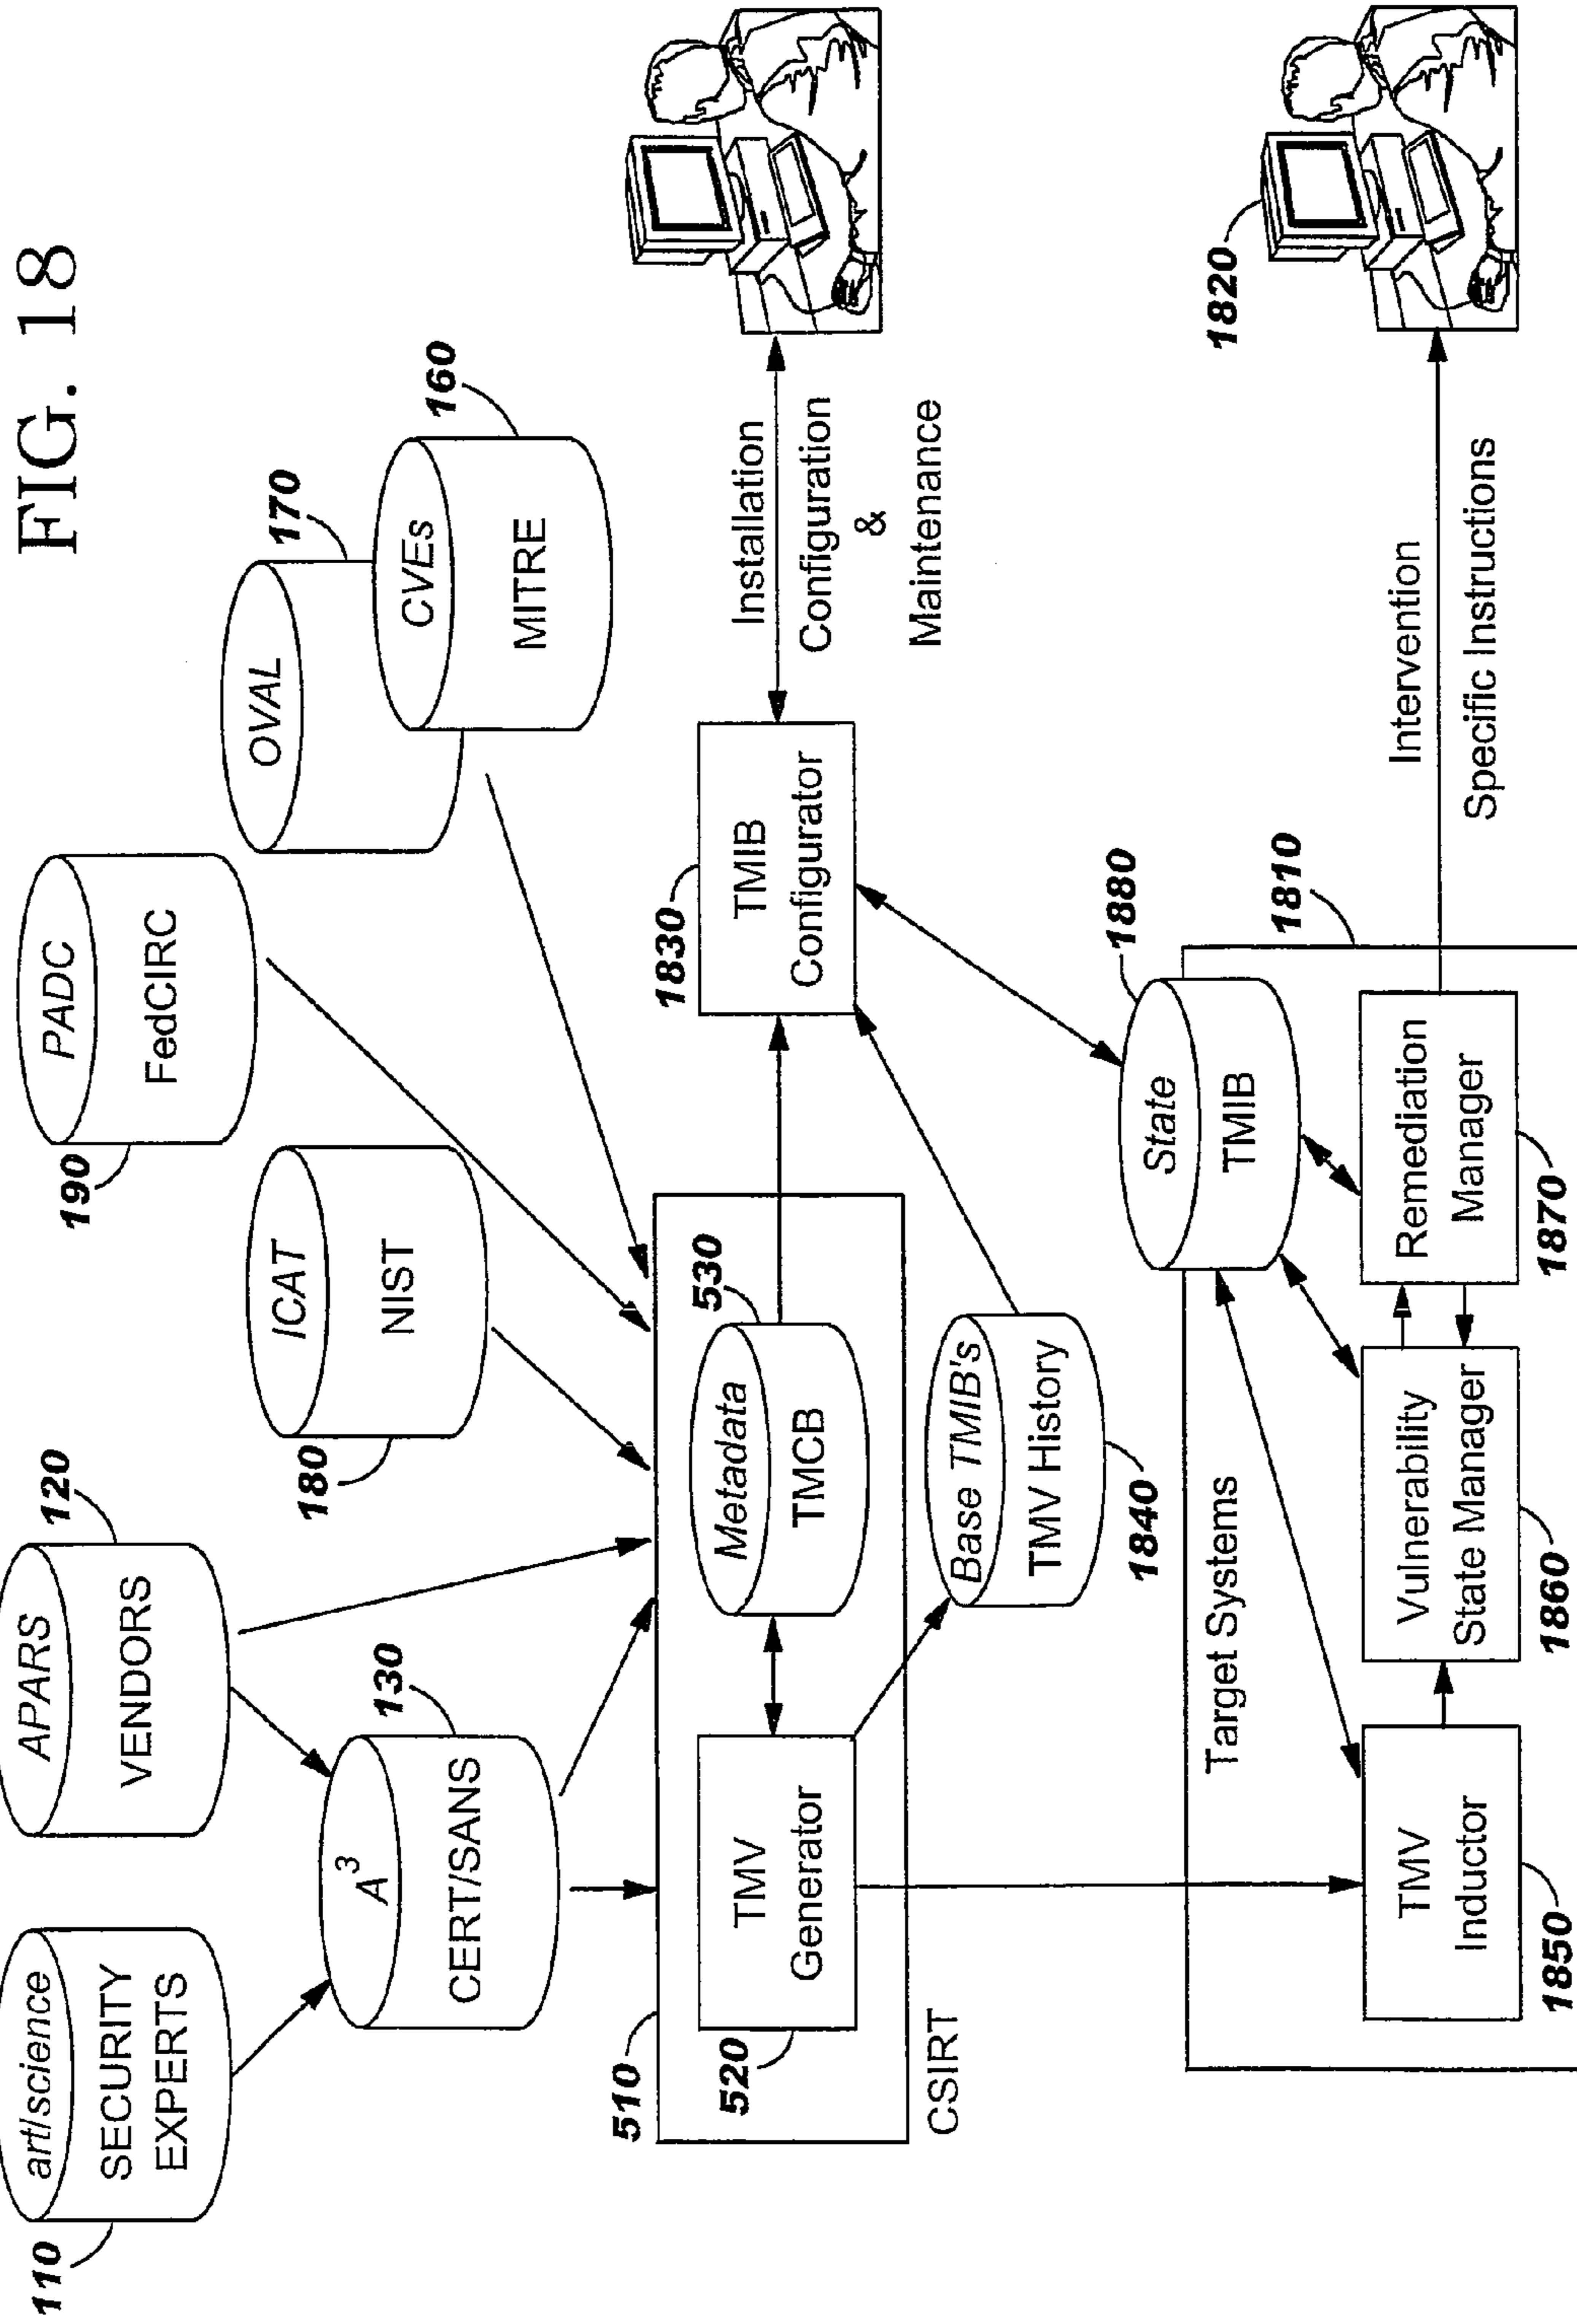 FIG. 18
110
art/science
SECURITY
EXPERTS
APARS
VENDORS
120
190
PADC
FedCIRC
180
ICAT
NIST
OVAL
170
CVEs
MITRE
160
A3
CERT/SANS
130
510
520
TMV
Generator
Metadata
TMCB
530
CSIRT
Base TMIB's
TMV History
1840
1830
TMIB
Configurator
Installation
Configuration
&
Maintenance
Target Systems
State
TMIB
1880
1810
1850
TMV
Inductor
1860
Vulnerability
State Manager
1870
Remediation
Manager
Intervention
Specific Instructions
1820